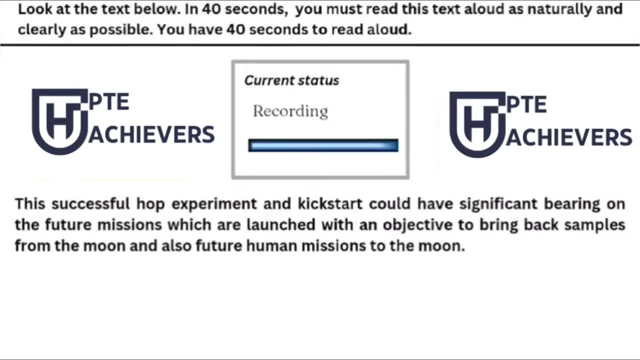 Look at the text below. In 40 seconds, you must read this text aloud as naturally and
clearly as possible. You have 40 seconds to read aloud.
Current status
Recording
H PTE
ACHIEVERS
H PTE
ACHIEVERS
This successful hop experiment and kickstart could have significant bearing on
the future missions which are launched with an objective to bring back samples
from the moon and also future human missions to the moon.